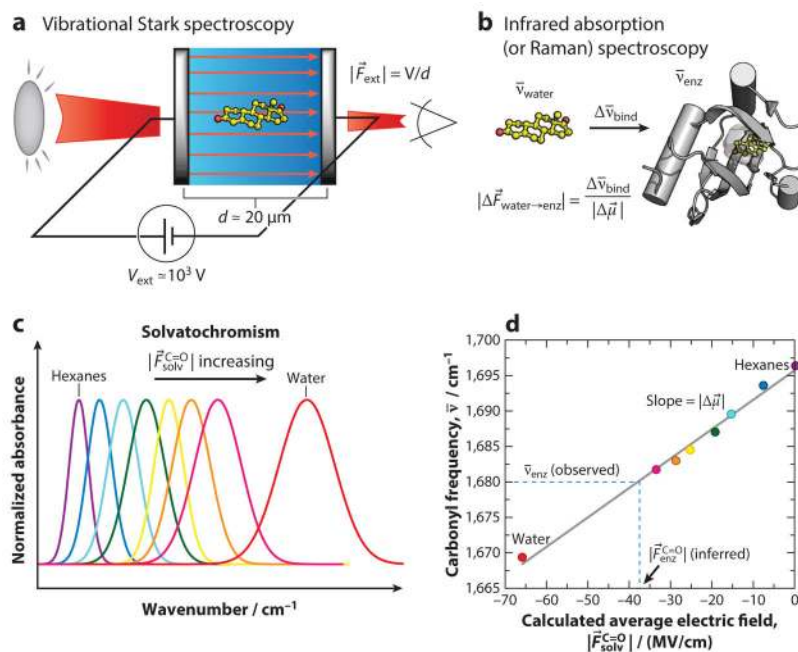 a Vibrational Stark spectroscopy
|F⃗ext| = V/d
d ≃ 20 μm
Vext ≃ 10³ V
b Infrared absorption
(or Raman) spectroscopy
ν̅water
Δν̅bind
ν̅enz
|ΔF⃗water→enz| = Δν̅bind / |Δμ⃗|
c
Solvatochromism
|F⃗solv^C=O| increasing
Hexanes
Water
Normalized absorbance
Wavenumber / cm⁻¹
d
Carbonyl frequency, ν̅ / cm⁻¹
1,700
1,695
1,690
1,685
1,680
1,675
1,670
1,665
Hexanes
Slope = |Δμ⃗|
ν̅enz (observed)
Water
|F⃗enz^C=O| (inferred)
−70 −60 −50 −40 −30 −20 −10 0
Calculated average electric field,
|F⃗solv^C=O| / (MV/cm)